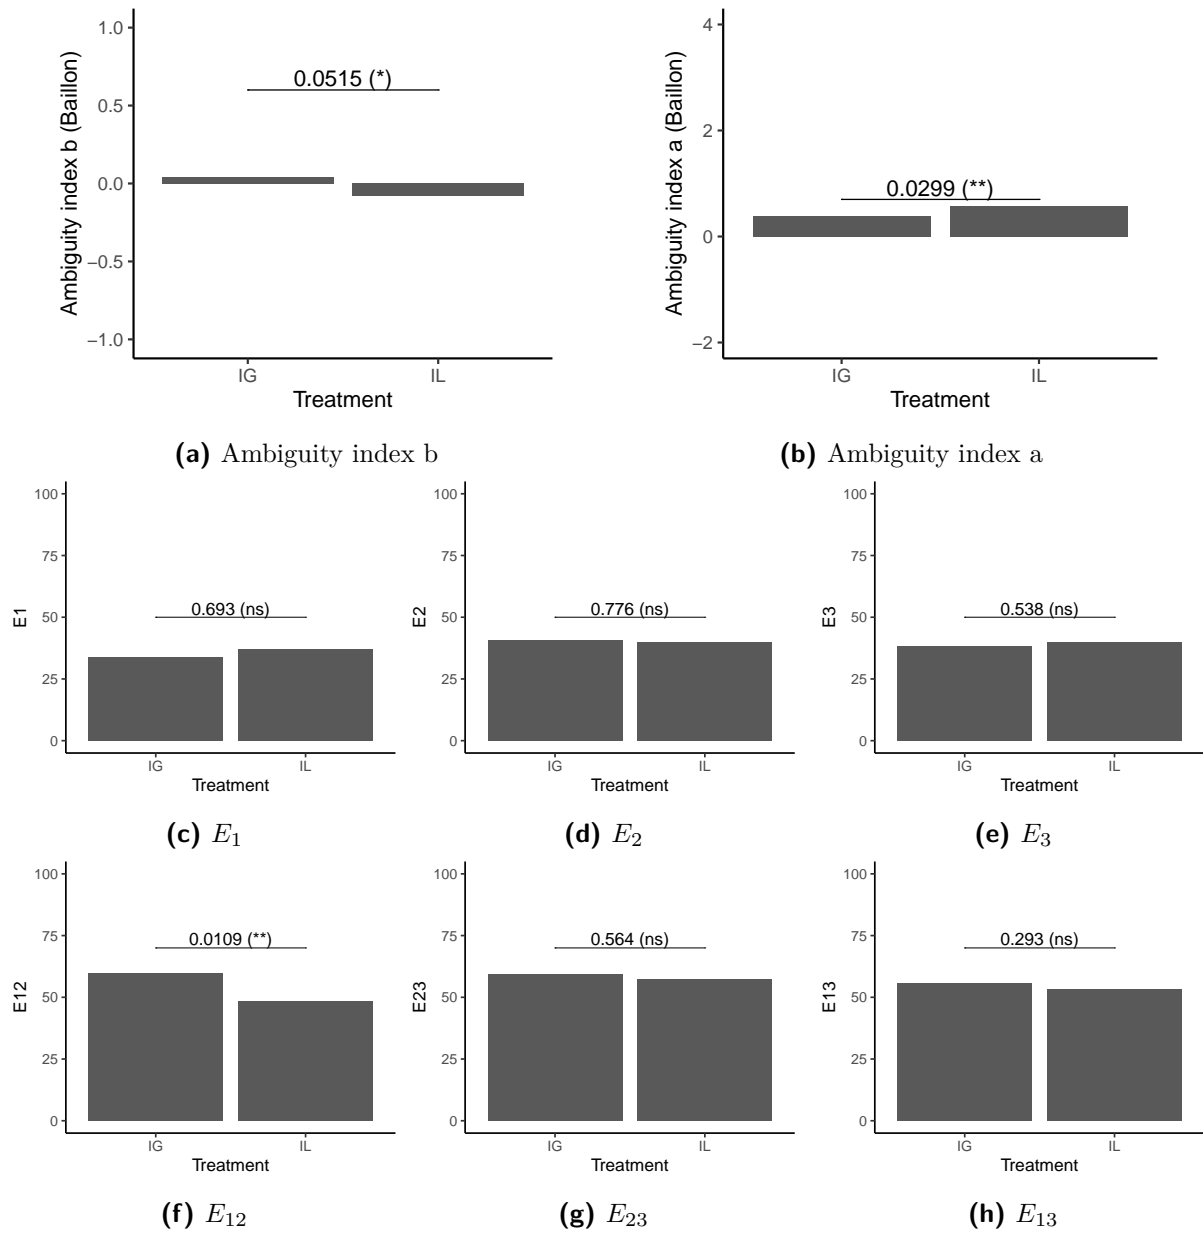 Ambiguity index b (Baillon)
1.0
0.5
0.0
−0.5
−1.0
0.0515 (*)
IG IL
Treatment
(a) Ambiguity index b
Ambiguity index a (Baillon)
4
2
0
−2
0.0299 (**)
IG IL
Treatment
(b) Ambiguity index a
E1
100
75
50
25
0
0.693 (ns)
IG IL
Treatment
(c) E1
E2
100
75
50
25
0
0.776 (ns)
IG IL
Treatment
(d) E2
E3
100
75
50
25
0
0.538 (ns)
IG IL
Treatment
(e) E3
E12
100
75
50
25
0
0.0109 (**)
IG IL
Treatment
(f) E12
E23
100
75
50
25
0
0.564 (ns)
IG IL
Treatment
(g) E23
E13
100
75
50
25
0
0.293 (ns)
IG IL
Treatment
(h) E13